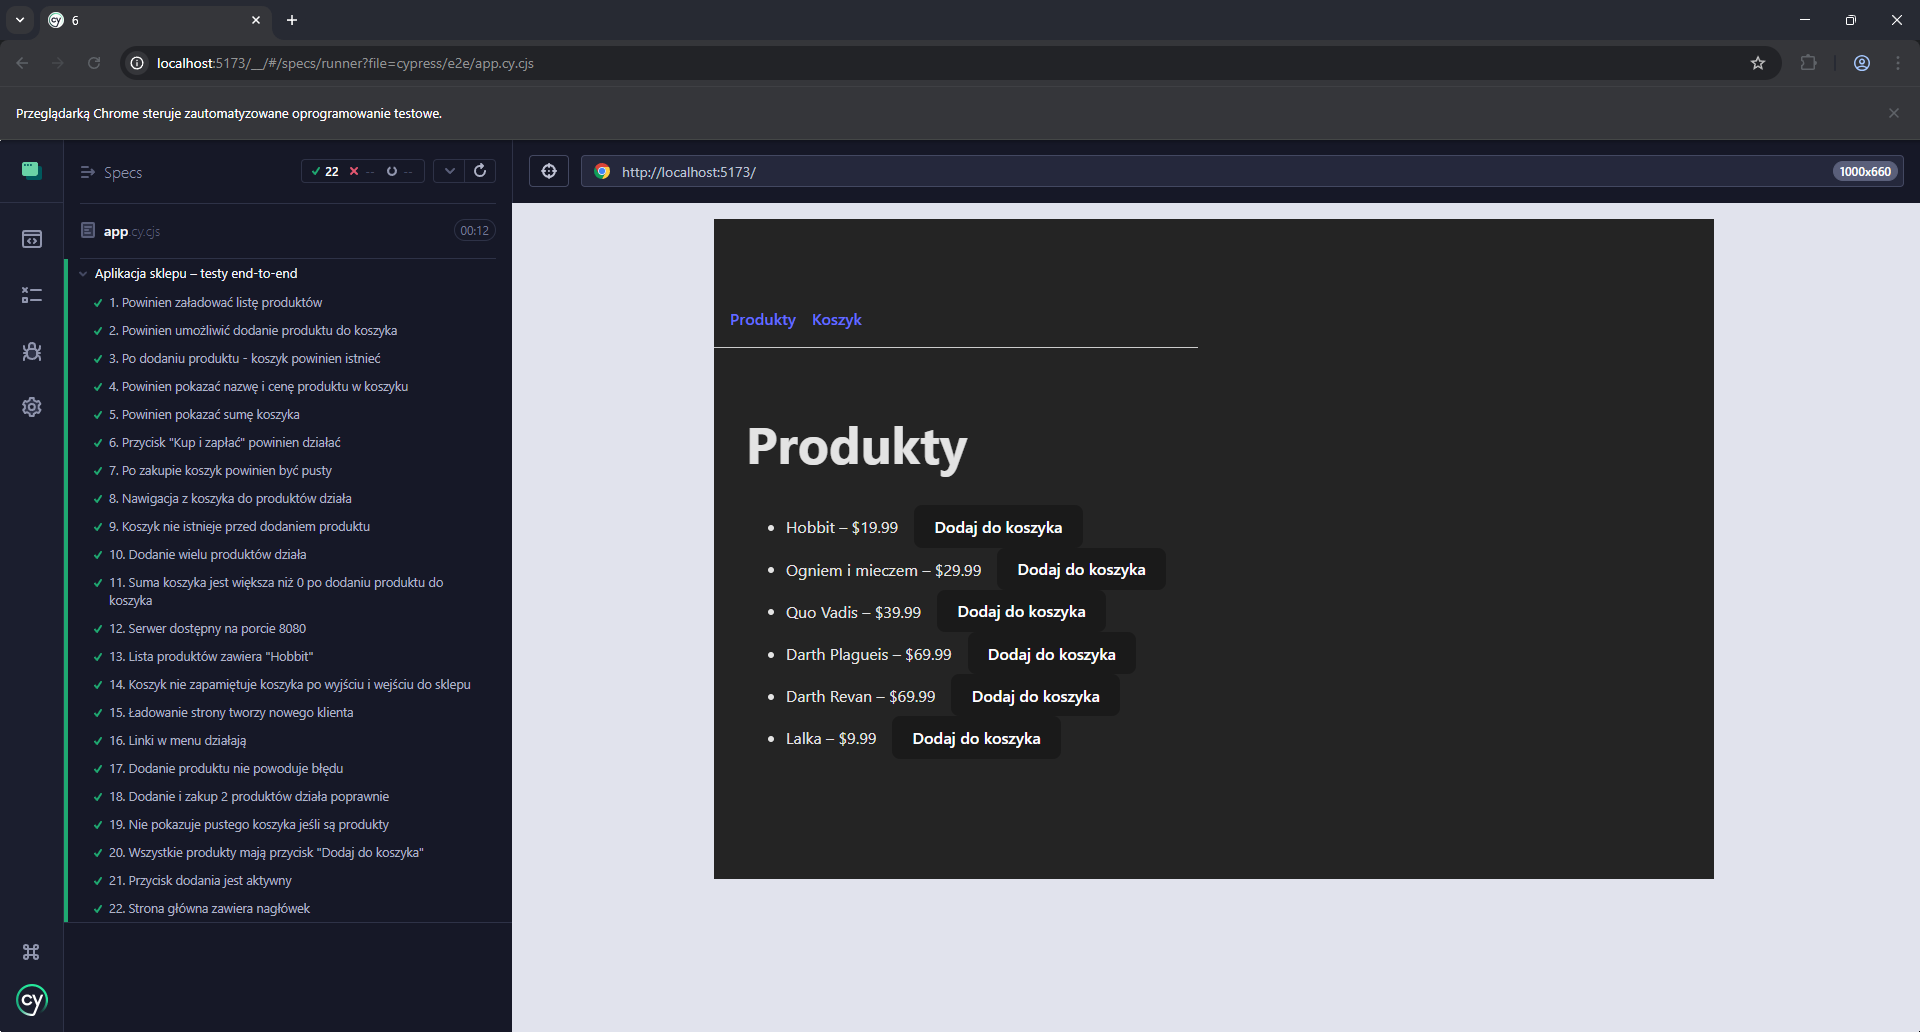 6
localhost:5173/__/#/specs/runner?file=cypress/e2e/app.cy.cjs
Przeglądarką Chrome steruje zautomatyzowane oprogramowanie testowe.
Specs
22 -- --
http://localhost:5173/
1000x660
app.cy.cjs
00:12
Aplikacja sklepu – testy end-to-end
1. Powinien załadować listę produktów
2. Powinien umożliwić dodanie produktu do koszyka
3. Po dodaniu produktu - koszyk powinien istnieć
4. Powinien pokazać nazwę i cenę produktu w koszyku
5. Powinien pokazać sumę koszyka
6. Przycisk "Kup i zapłać" powinien działać
7. Po zakupie koszyk powinien być pusty
8. Nawigacja z koszyka do produktów działa
9. Koszyk nie istnieje przed dodaniem produktu
10. Dodanie wielu produktów działa
11. Suma koszyka jest większa niż 0 po dodaniu produktu do
koszyka
12. Serwer dostępny na porcie 8080
13. Lista produktów zawiera "Hobbit"
14. Koszyk nie zapamiętuje koszyka po wyjściu i wejściu do sklepu
15. Ładowanie strony tworzy nowego klienta
16. Linki w menu działają
17. Dodanie produktu nie powoduje błędu
18. Dodanie i zakup 2 produktów działa poprawnie
19. Nie pokazuje pustego koszyka jeśli są produkty
20. Wszystkie produkty mają przycisk "Dodaj do koszyka"
21. Przycisk dodania jest aktywny
22. Strona główna zawiera nagłówek
cy
Produkty Koszyk
Produkty
Hobbit – $19.99 Dodaj do koszyka
Ogniem i mieczem – $29.99 Dodaj do koszyka
Quo Vadis – $39.99 Dodaj do koszyka
Darth Plagueis – $69.99 Dodaj do koszyka
Darth Revan – $69.99 Dodaj do koszyka
Lalka – $9.99 Dodaj do koszyka